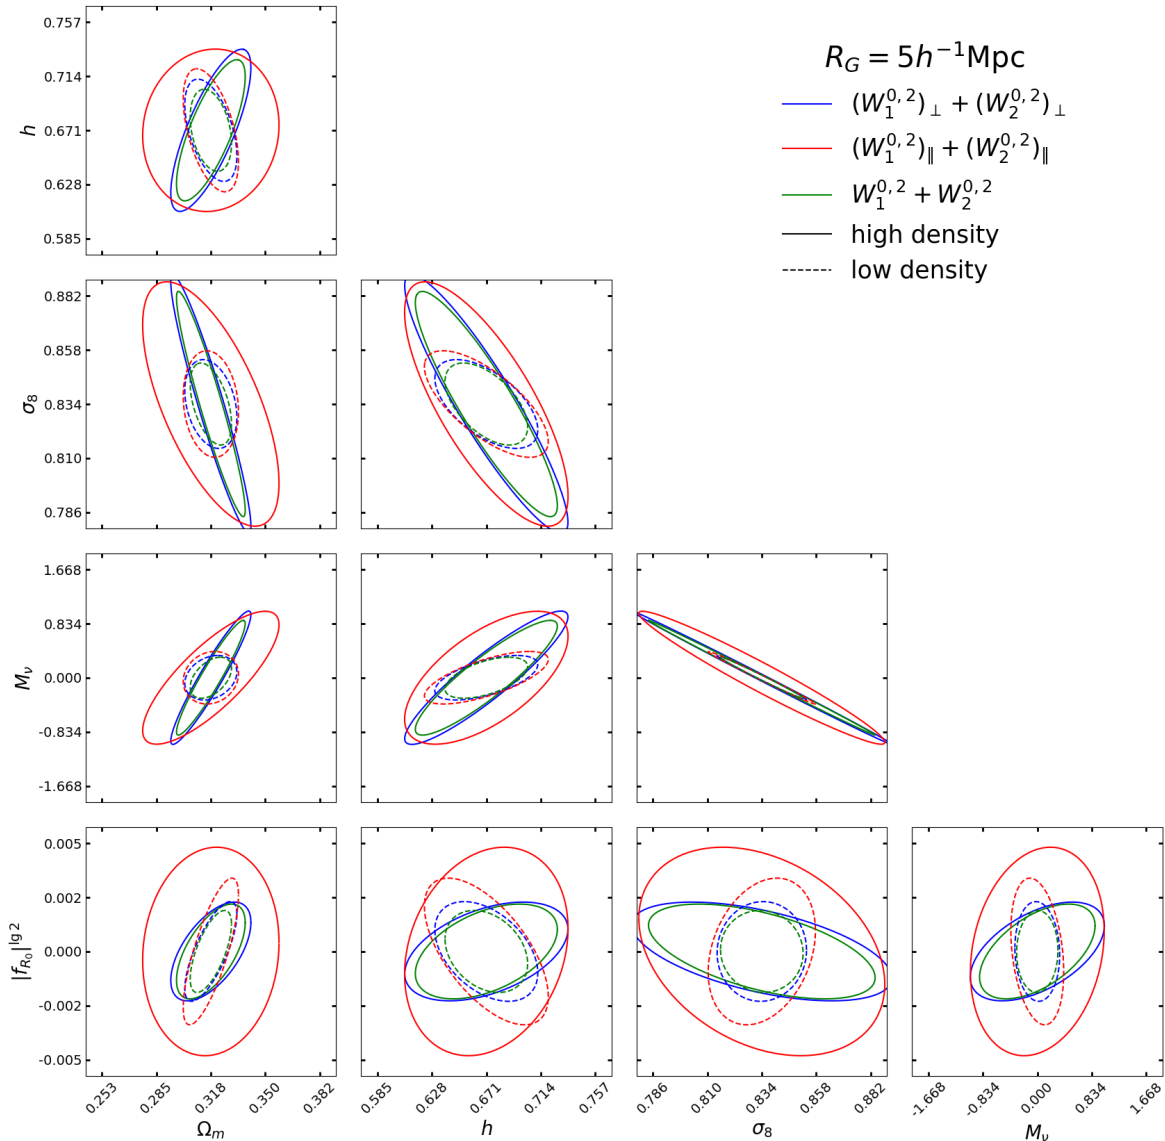 0.757
0.714
0.671
0.628
0.585
h
R_G = 5h^{-1}Mpc
(W_1^{0, 2})_⊥ + (W_2^{0, 2})_⊥
(W_1^{0, 2})_∥ + (W_2^{0, 2})_∥
W_1^{0, 2} + W_2^{0, 2}
high density
low density
0.882
0.858
0.834
0.810
0.786
σ_8
1.668
0.834
0.000
-0.834
-1.668
M_ν
0.005
0.002
0.000
-0.002
-0.005
|f_{R_0}|^{lg 2}
0.253 0.285 0.318 0.350 0.382
0.585 0.628 0.671 0.714 0.757
0.786 0.810 0.834 0.858 0.882
-1.668 -0.834 0.000 0.834 1.668
Ω_m h σ_8 M_ν